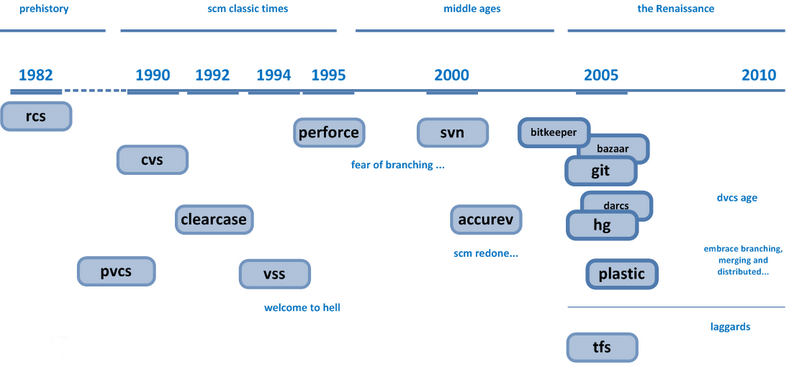 prehistory
scm classic times
middle ages
the Renaissance
1982
1990
1992
1994
1995
2000
2005
2010
rcs
perforce
svn
bitkeeper
bazaar
cvs
fear of branching ...
git
dvcs age
darcs
clearcase
accurev
hg
scm redone...
embrace branching,
merging and
distributed...
pvcs
vss
plastic
welcome to hell
laggards
tfs